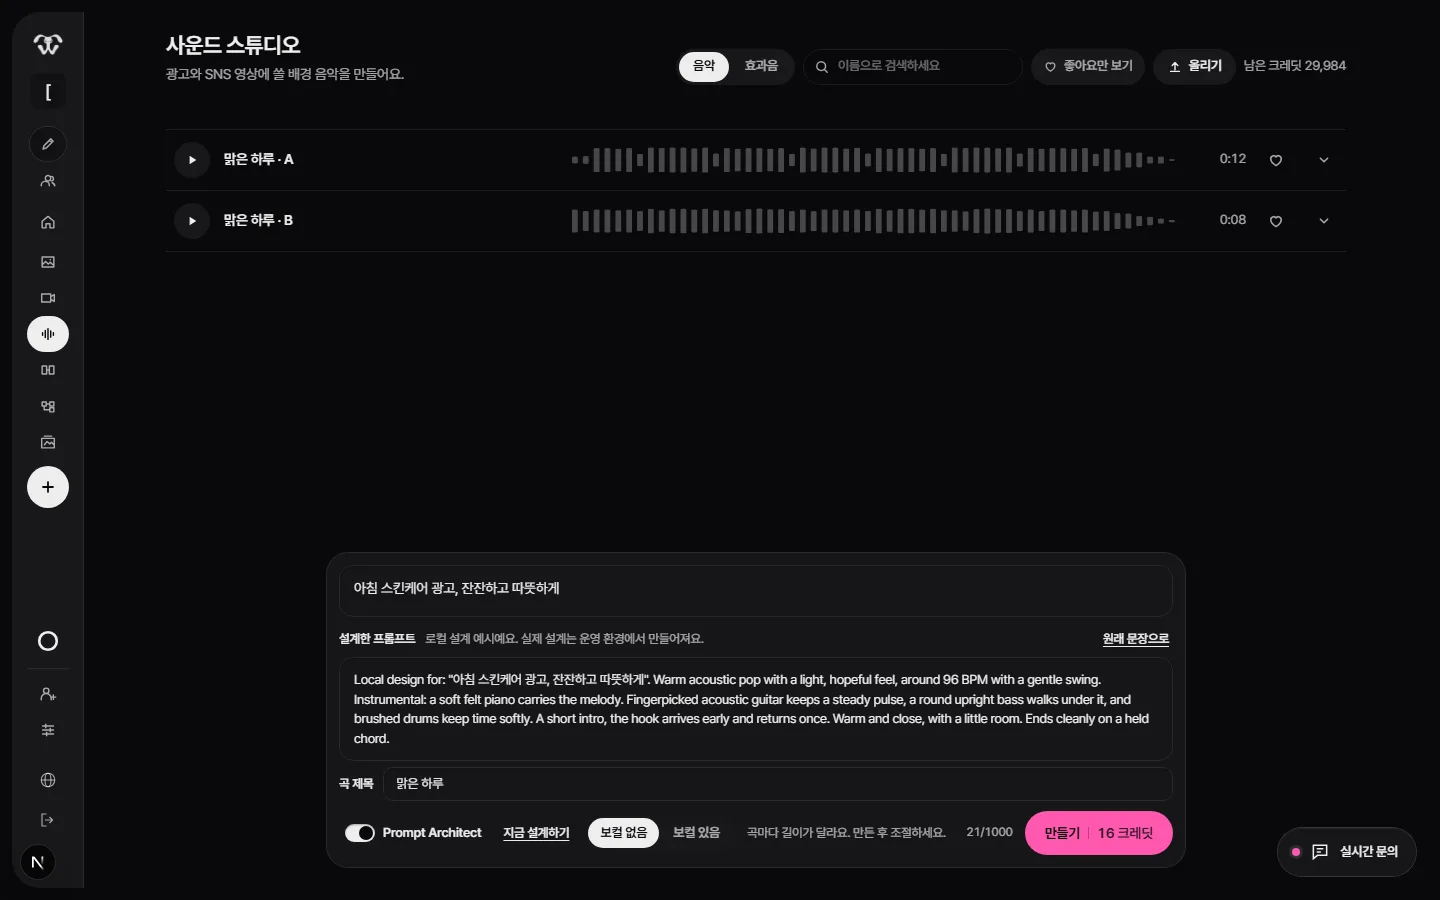 사운드 스튜디오
광고와 SNS 영상에 쓸 배경 음악을 만들어요.
음악
효과음
이름으로 검색하세요
좋아요만 보기
올리기
남은 크레딧 29,984
[
맑은 하루 · A
0:12
맑은 하루 · B
0:08
아침 스킨케어 광고, 잔잔하고 따뜻하게
설계한 프롬프트
로컬 설계 예시예요. 실제 설계는 운영 환경에서 만들어져요.
원래 문장으로
Local design for: "아침 스킨케어 광고, 잔잔하고 따뜻하게". Warm acoustic pop with a light, hopeful feel, around 96 BPM with a gentle swing.
Instrumental: a soft felt piano carries the melody. Fingerpicked acoustic guitar keeps a steady pulse, a round upright bass walks under it, and
brushed drums keep time softly. A short intro, the hook arrives early and returns once. Warm and close, with a little room. Ends cleanly on a held
chord.
곡 제목
맑은 하루
Prompt Architect
지금 설계하기
보컬 없음
보컬 있음
곡마다 길이가 달라요. 만든 후 조절하세요.
21/1000
만들기
16 크레딧
N
실시간 문의